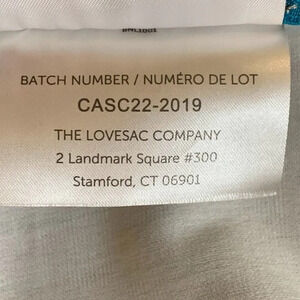 BATCH NUMBER / NUMÉRO DE LOT
CASC22-2019
THE LOVESAC COMPANY
2 Landmark Square #300
Stamford, CT 06901